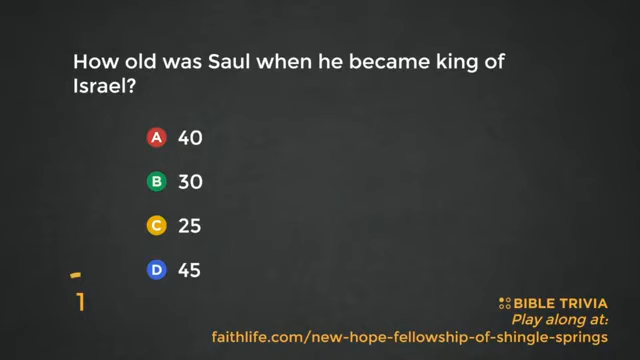 How old was Saul when he became king of
Israel?
A 40
B 30
C 25
D 45
1
BIBLE TRIVIA
Play along at:
faithlife.com/new-hope-fellowship-of-shingle-springs